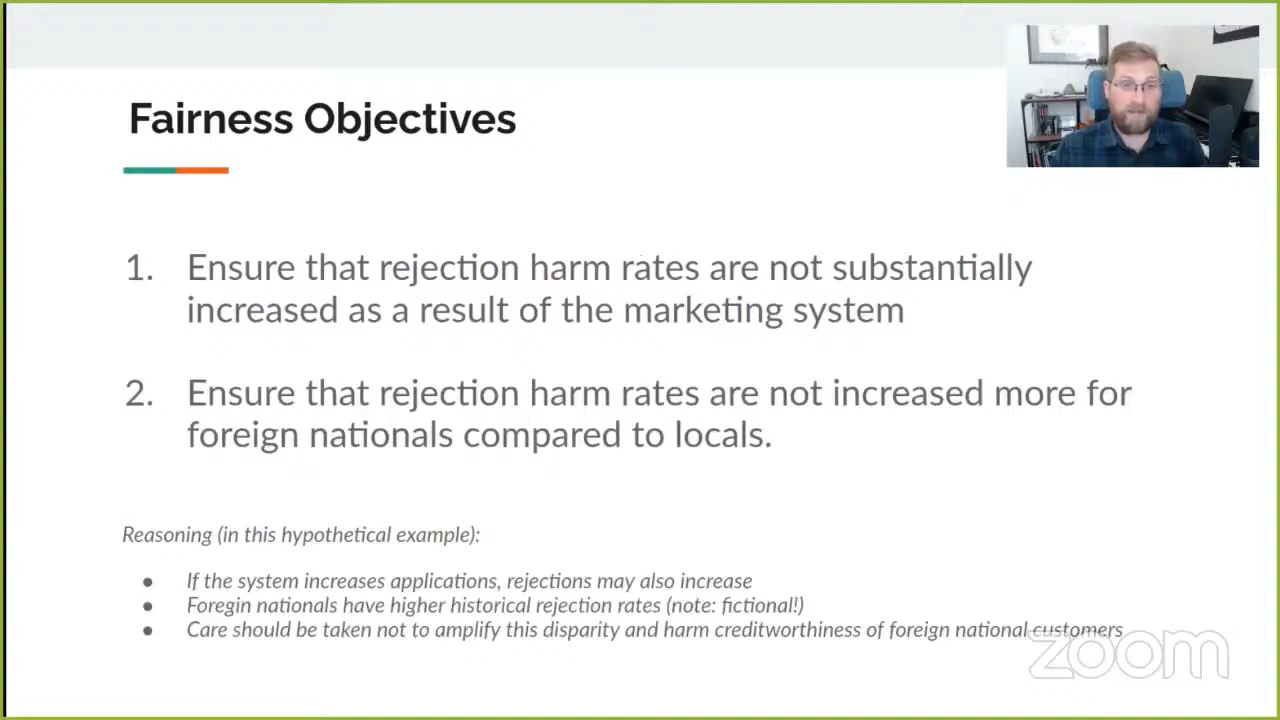 Fairness Objectives
1. Ensure that rejection harm rates are not substantially
increased as a result of the marketing system
2. Ensure that rejection harm rates are not increased more for
foreign nationals compared to locals.
Reasoning (in this hypothetical example):
● If the system increases applications, rejections may also increase
● Foregin nationals have higher historical rejection rates (note: fictional!)
● Care should be taken not to amplify this disparity and harm creditworthiness of foreign national customers
zoom